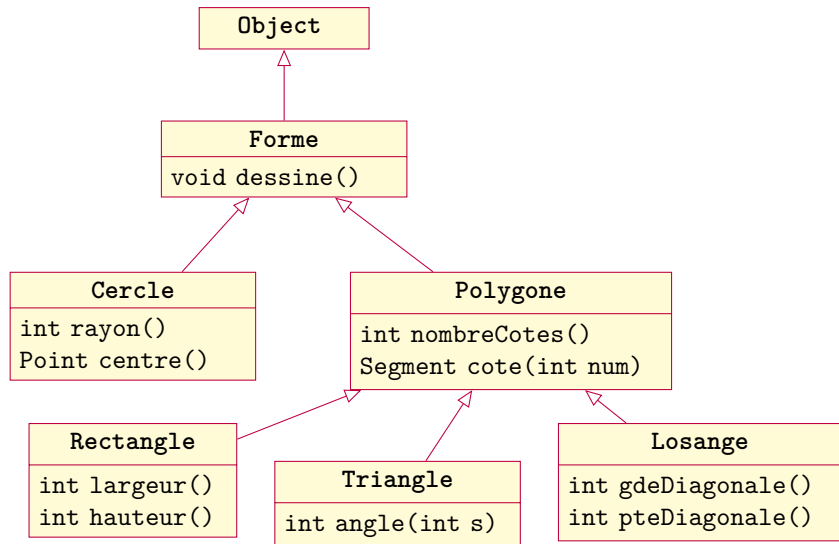 Object
Forme
void dessine()
Cercle
int rayon()
Point centre()
Polygone
int nombreCotes()
Segment cote(int num)
Rectangle
int largeur()
int hauteur()
Triangle
int angle(int s)
Losange
int gdeDiagonale()
int pteDiagonale()